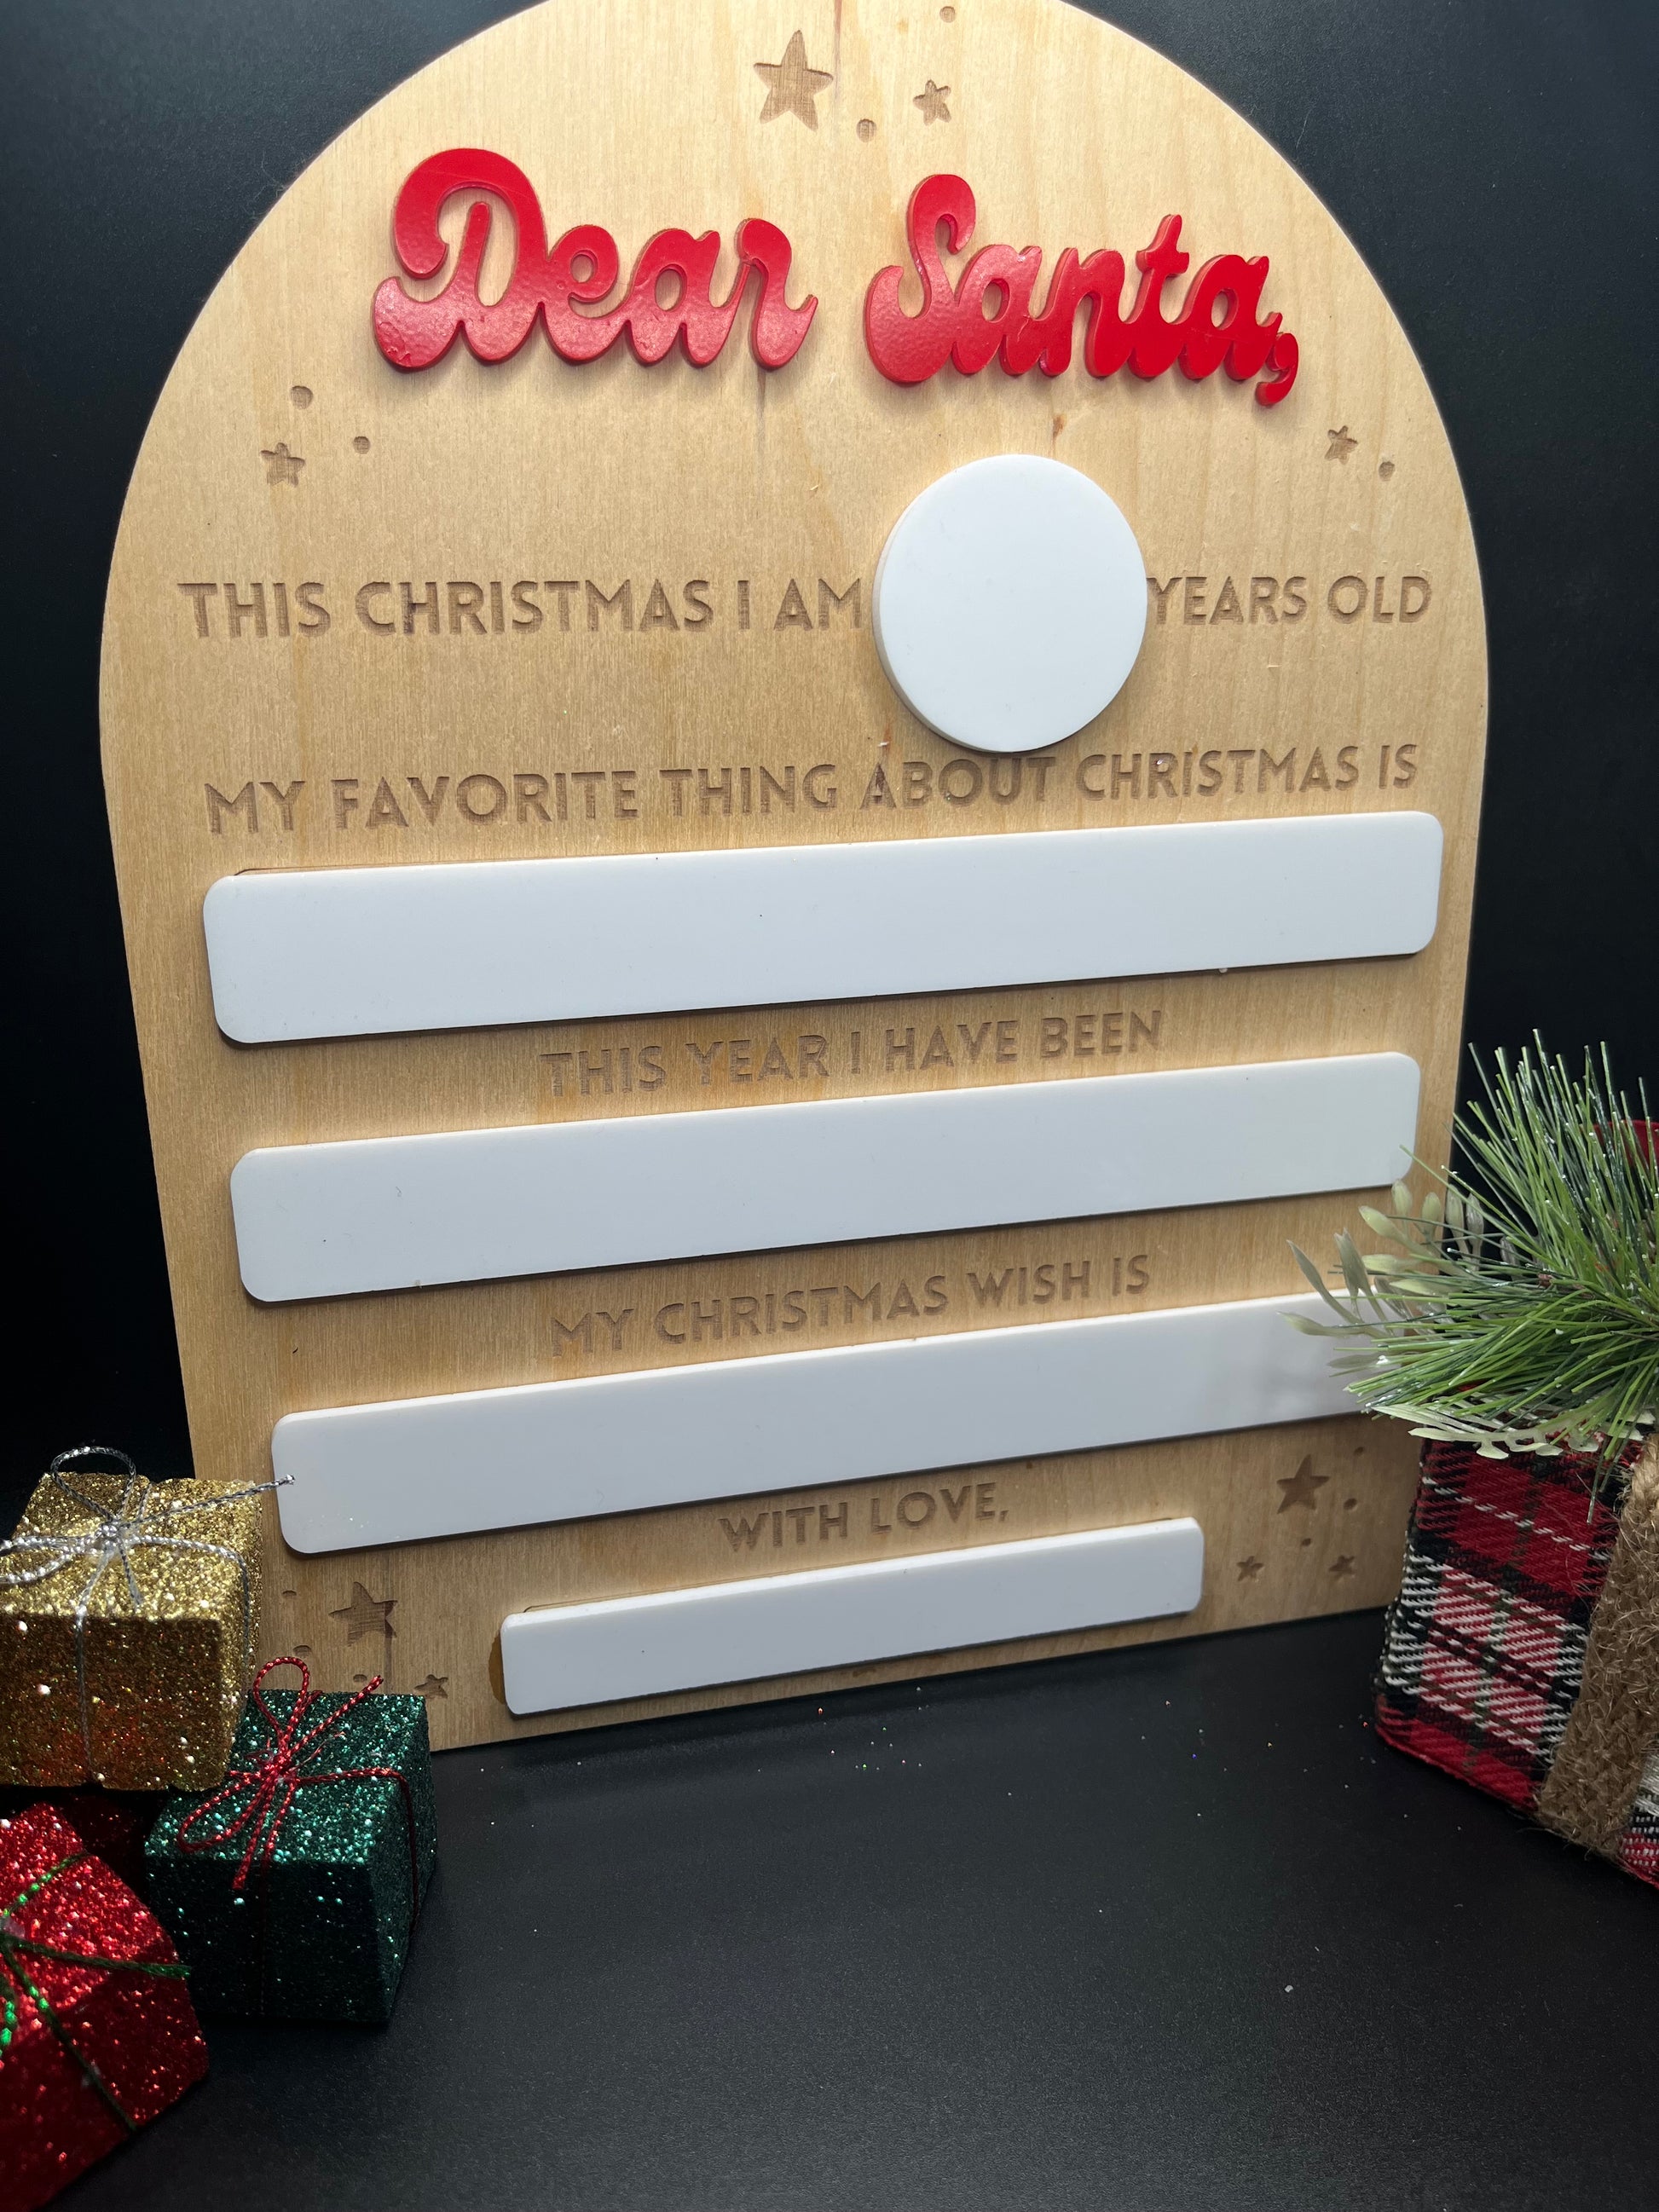 Dear Santa,
THIS CHRISTMAS I AM YEARS OLD
MY FAVORITE THING ABOUT CHRISTMAS IS
THIS YEAR I HAVE BEEN
MY CHRISTMAS WISH IS
WITH LOVE,